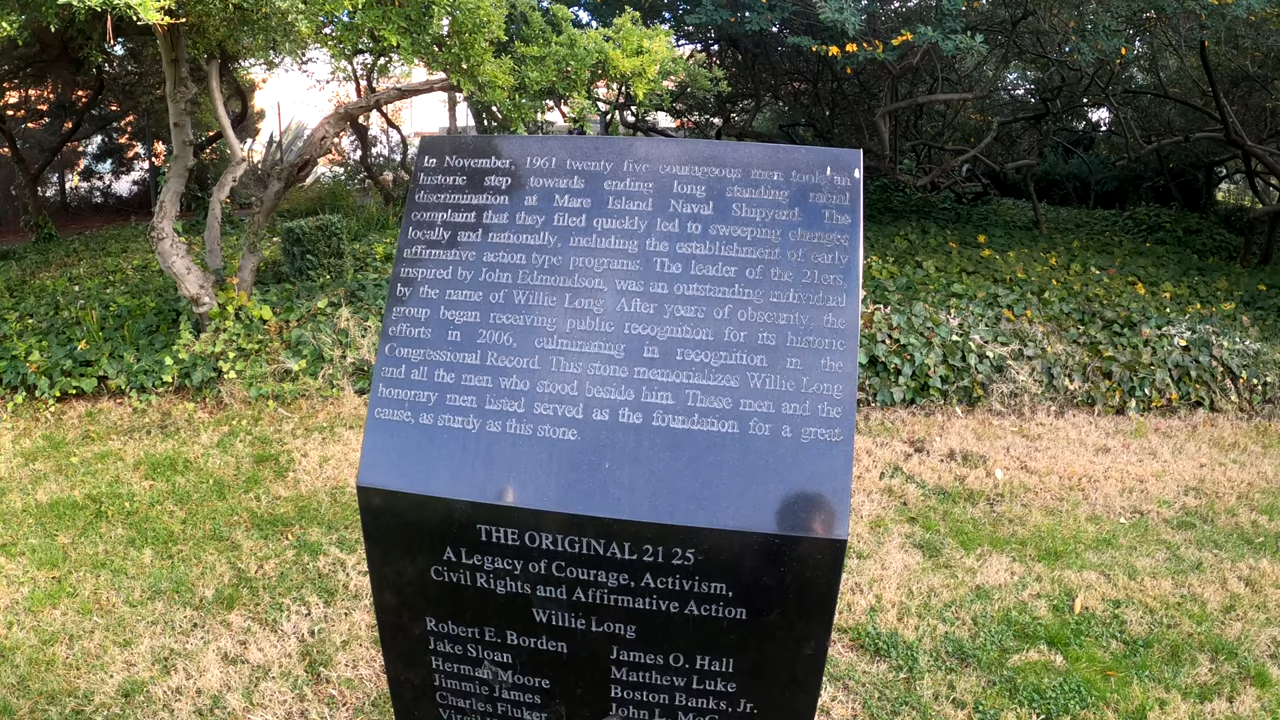 In November, 1961 twenty five courageous men took an
historic step towards ending long standing racial
discrimination at Mare Island Naval Shipyard. The
complaint that they filed quickly led to sweeping changes
locally and nationally, including the establishment of early
affirmative action type programs. The leader of the 21ers,
inspired by John Edmondson, was an outstanding individual
by the name of Willie Long. After years of obscurity, the
group began receiving public recognition for its historic
efforts in 2006, culminating in recognition in the
Congressional Record. This stone memorializes Willie Long
and all the men who stood beside him. These men and the
honorary men listed served as the foundation for a great
cause, as sturdy as this stone.
THE ORIGINAL 21 25
A Legacy of Courage, Activism,
Civil Rights and Affirmative Action
Willie Long
Robert E. Borden
Jake Sloan
Herman Moore
Jimmie James
Charles Fluker
James O. Hall
Matthew Luke
Boston Banks, Jr.
John L.